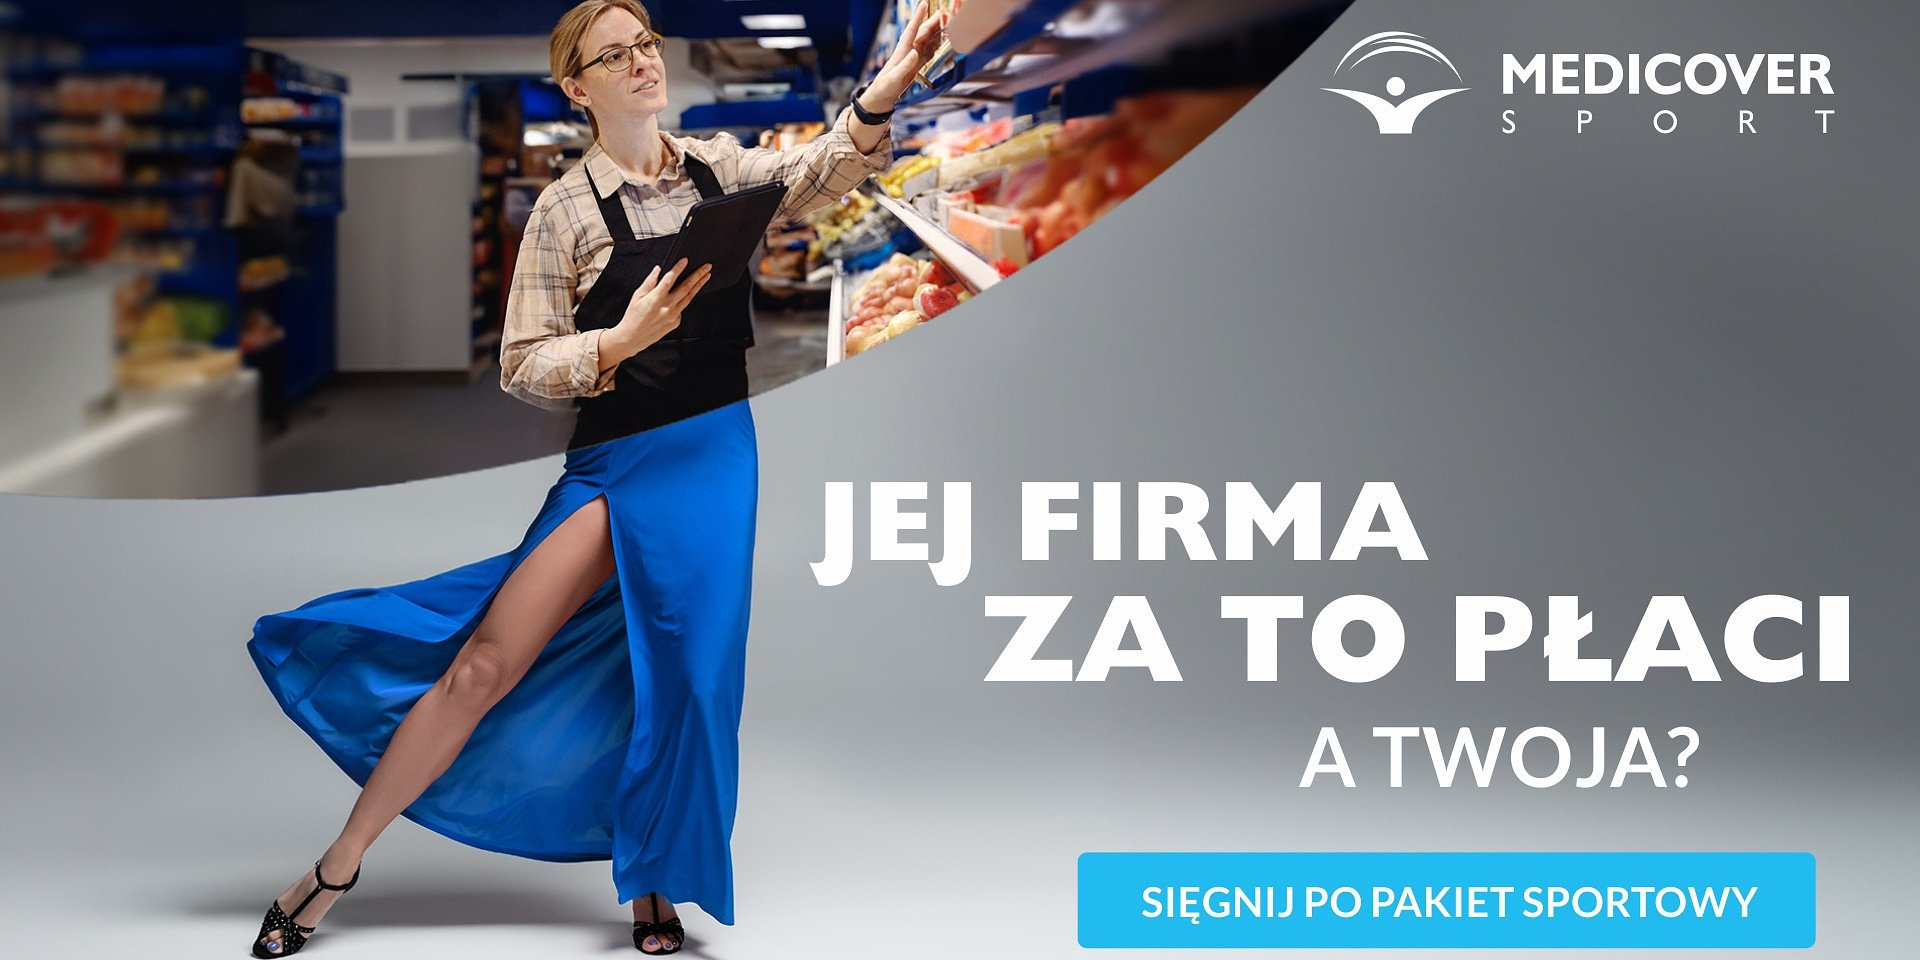 MEDICOVER
SPORT
JEJ FIRMA
ZA TO PŁACI
A TWOJA?
SIĘGNIJ PO PAKIET SPORTOWY